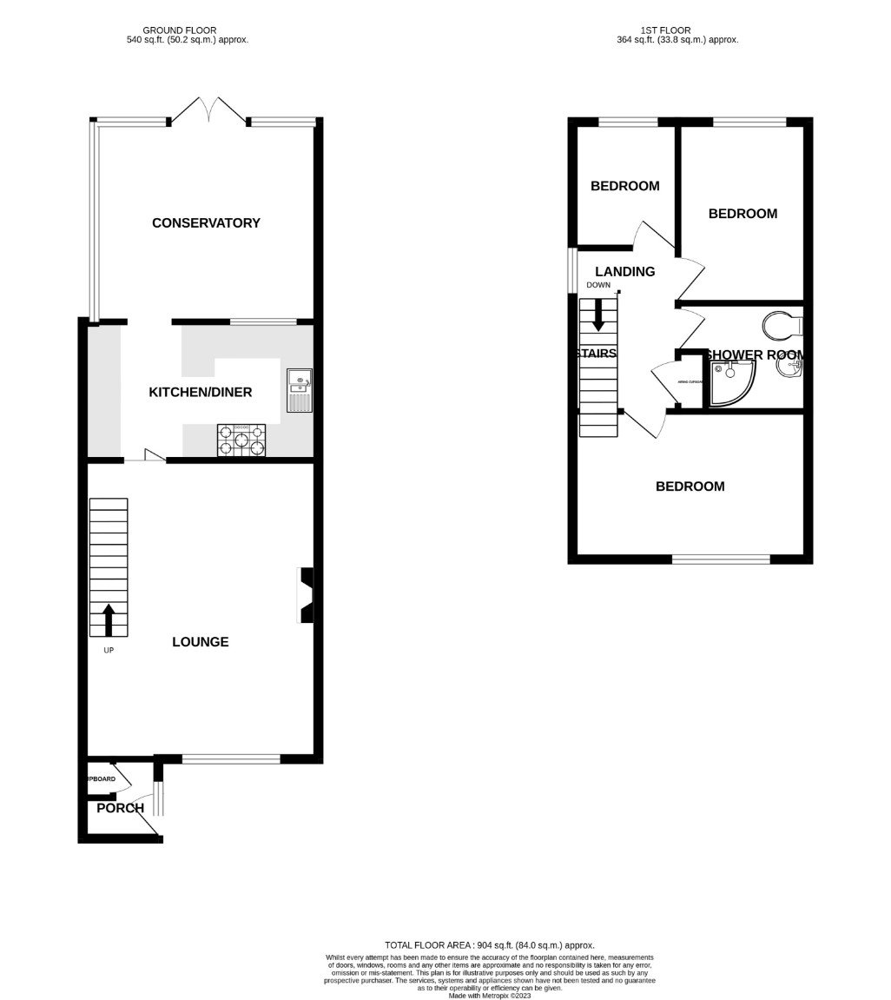 GROUND FLOOR
540 sq.ft. (50.2 sq.m.) approx.
1ST FLOOR
364 sq.ft. (33.8 sq.m.) approx.
CONSERVATORY
KITCHEN/DINER
LOUNGE
UP
UPBOARD
PORCH
BEDROOM
BEDROOM
LANDING
DOWN
STAIRS
SHOWER ROOM
AIRING CUPBOARD
BEDROOM
TOTAL FLOOR AREA : 904 sq.ft. (84.0 sq.m.) approx.
Whilst every attempt has been made to ensure the accuracy of the floorplan contained here, measurements
of doors, windows, rooms and any other items are approximate and no responsibility is taken for any error,
omission or mis-statement. This plan is for illustrative purposes only and should be used as such by any
prospective purchaser. The services, systems and appliances shown have not been tested and no guarantee
as to their operability or efficiency can be given.
Made with Metropix ©2023